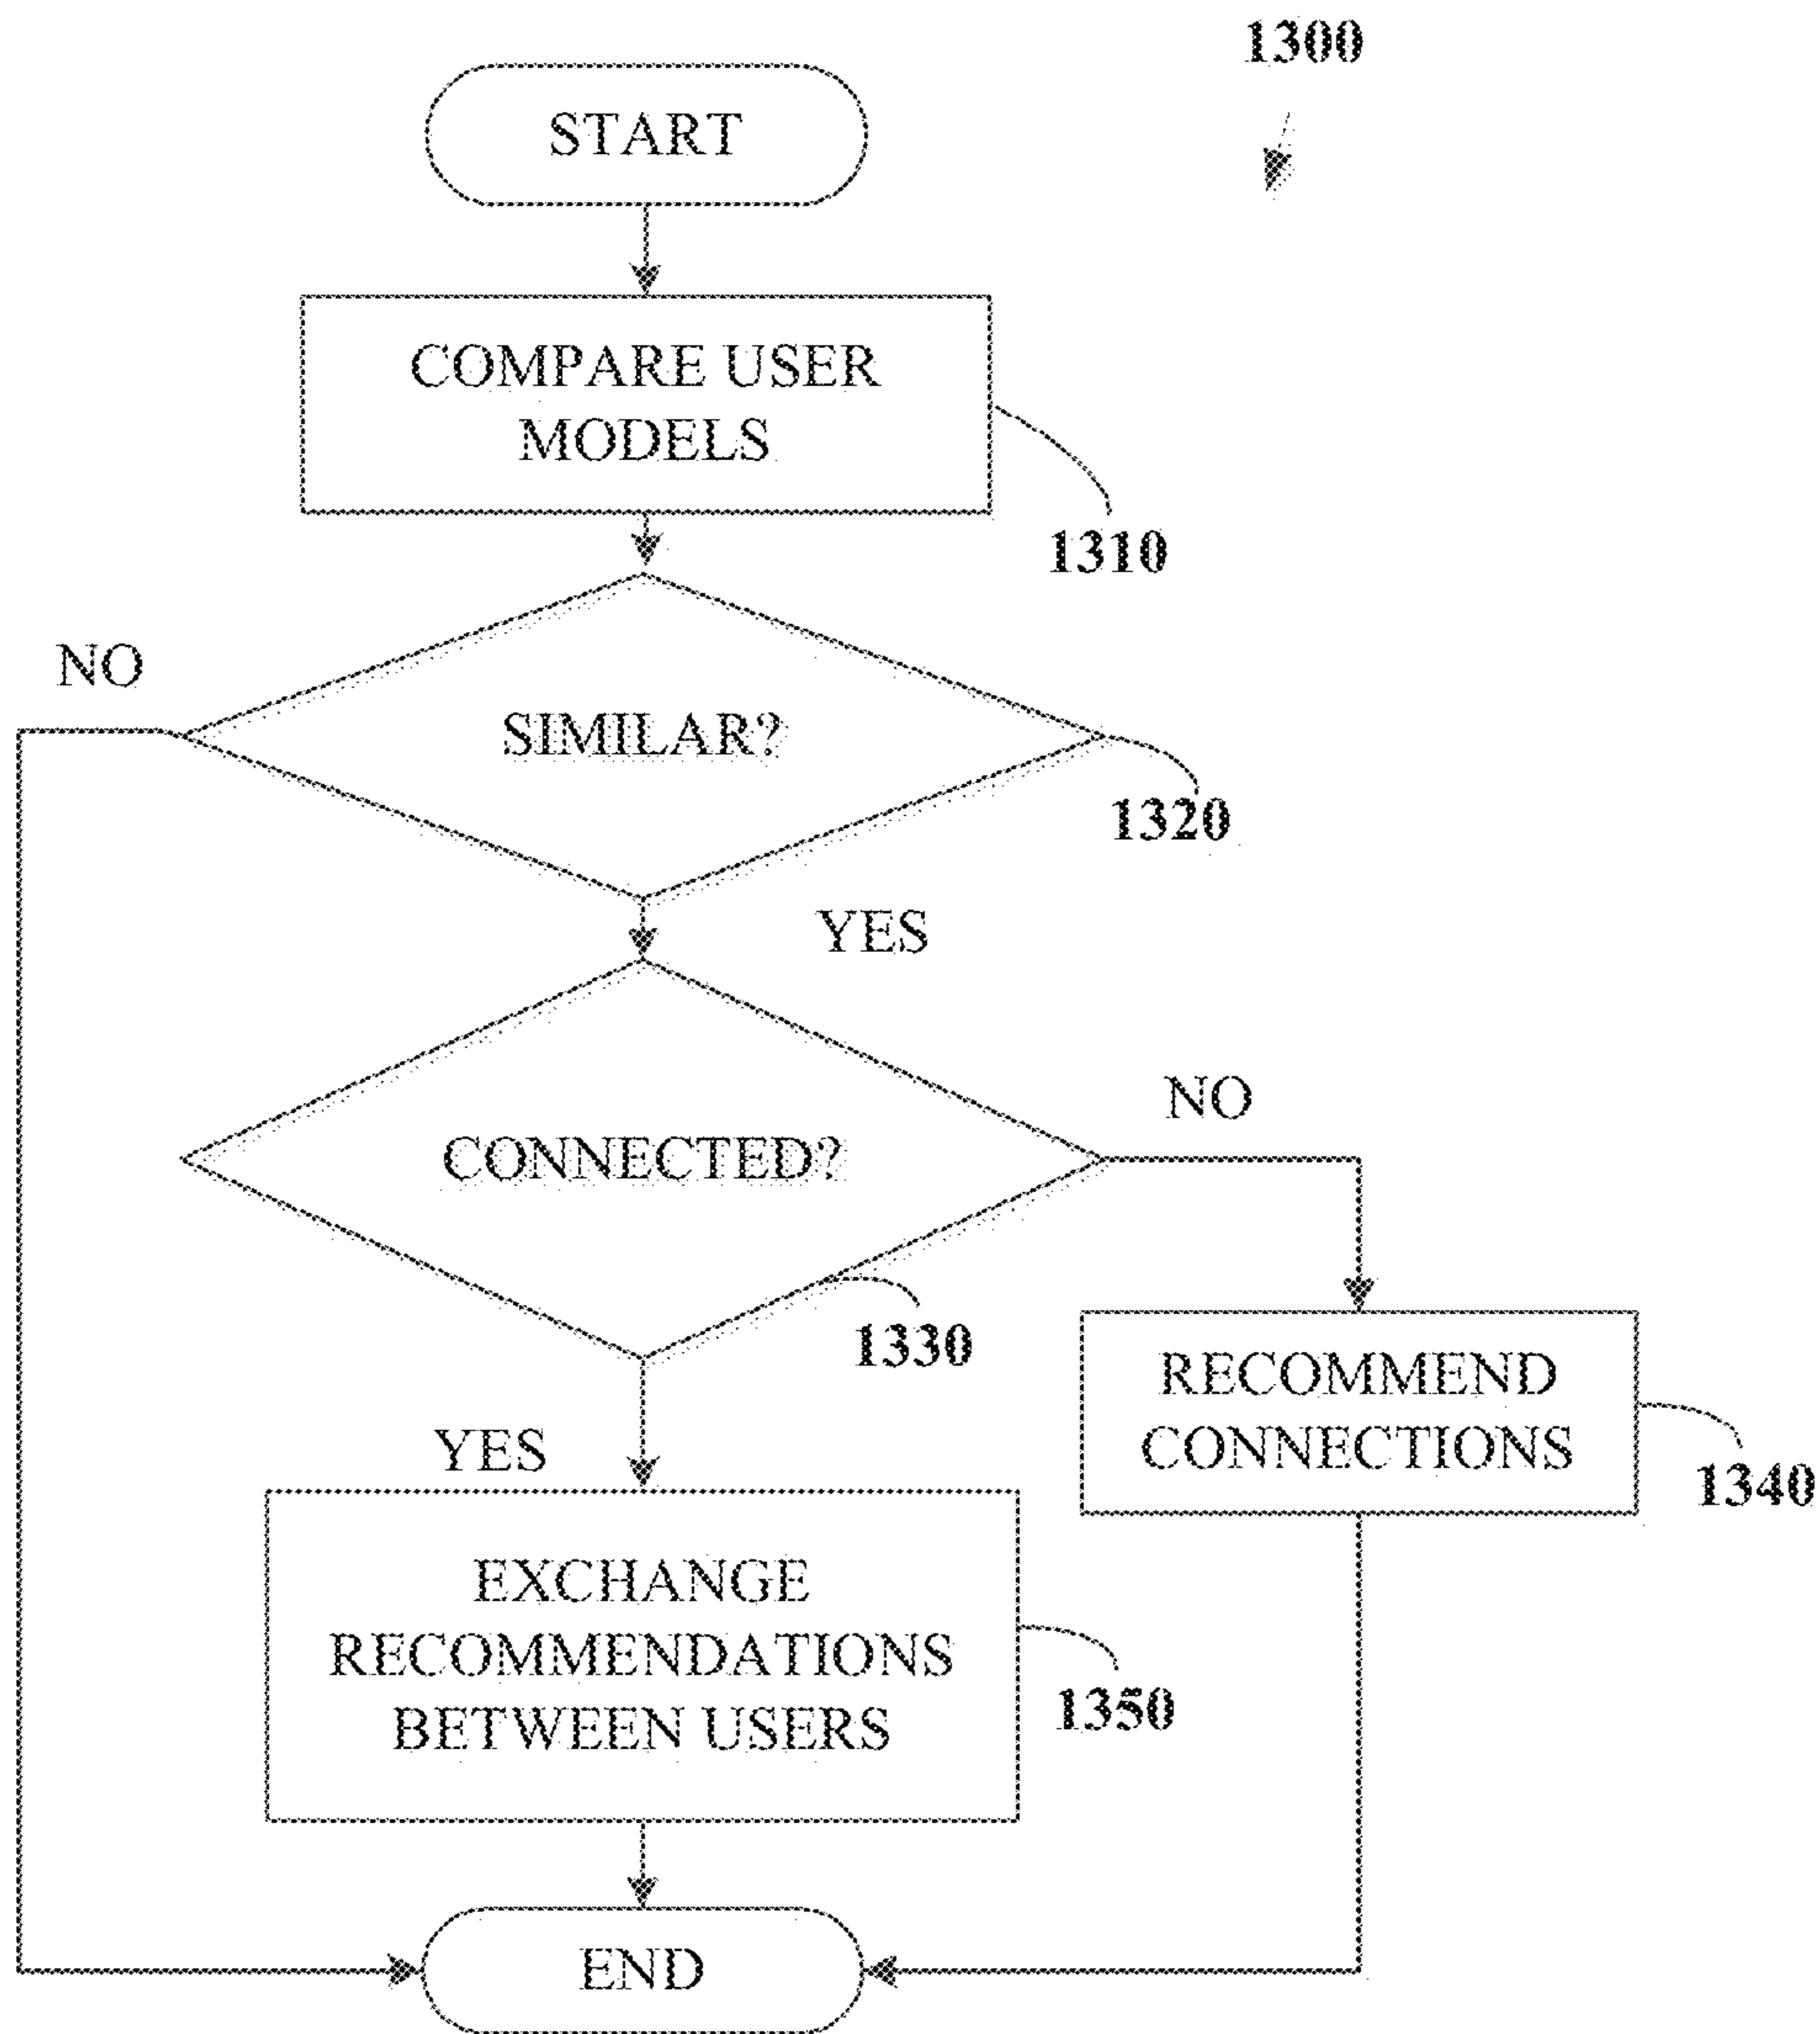 1300
START
COMPARE USER
MODELS
1310
NO
SIMILAR?
1320
YES
CONNECTED?
NO
1330
RECOMMEND
CONNECTIONS
1340
YES
EXCHANGE
RECOMMENDATIONS
BETWEEN USERS
1350
END